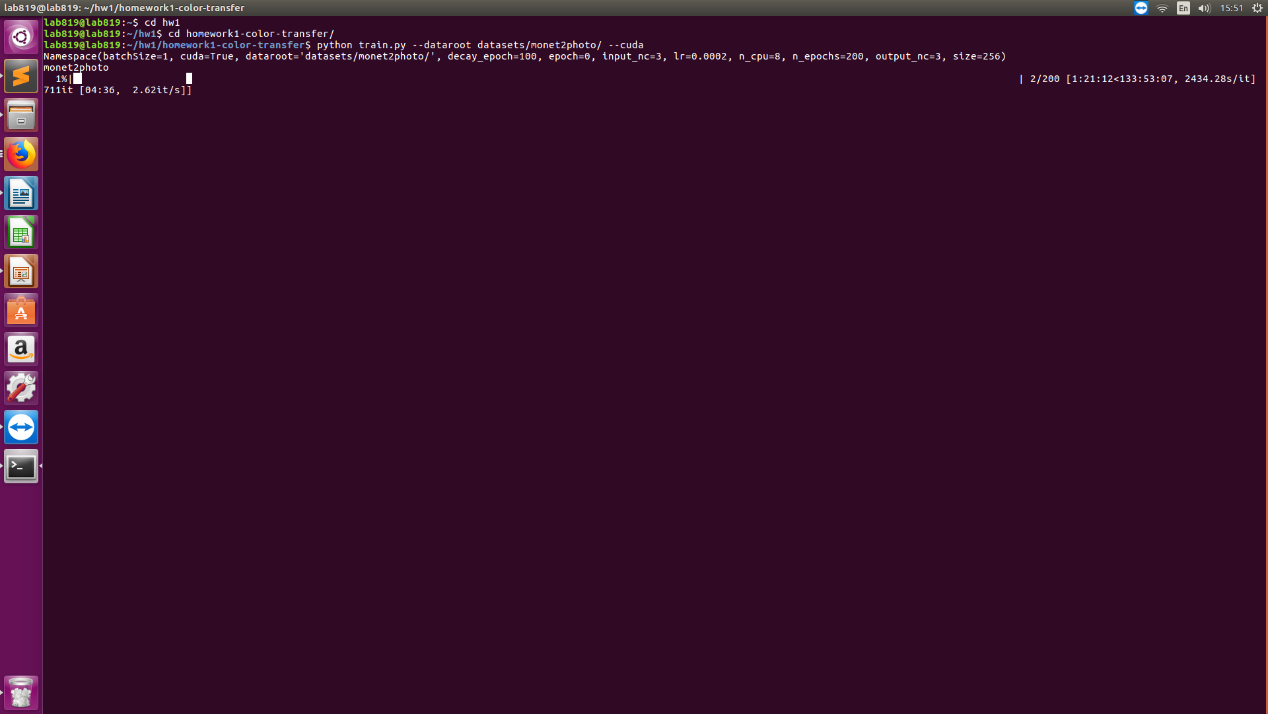 lab819@lab819: ~/hw1/homework1-color-transfer
En
15:51
lab819@lab819:~$ cd hw1
lab819@lab819:~/hw1$ cd homework1-color-transfer/
lab819@lab819:~/hw1/homework1-color-transfer$ python train.py --dataroot datasets/monet2photo/ --cuda
Namespace(batchSize=1, cuda=True, dataroot='datasets/monet2photo/', decay_epoch=100, epoch=0, input_nc=3, lr=0.0002, n_cpu=8, n_epochs=200, output_nc=3, size=256)
monet2photo
1%| | 2/200 [1:21:12<133:53:07, 2434.28s/it]
711it [04:36, 2.62it/s]]